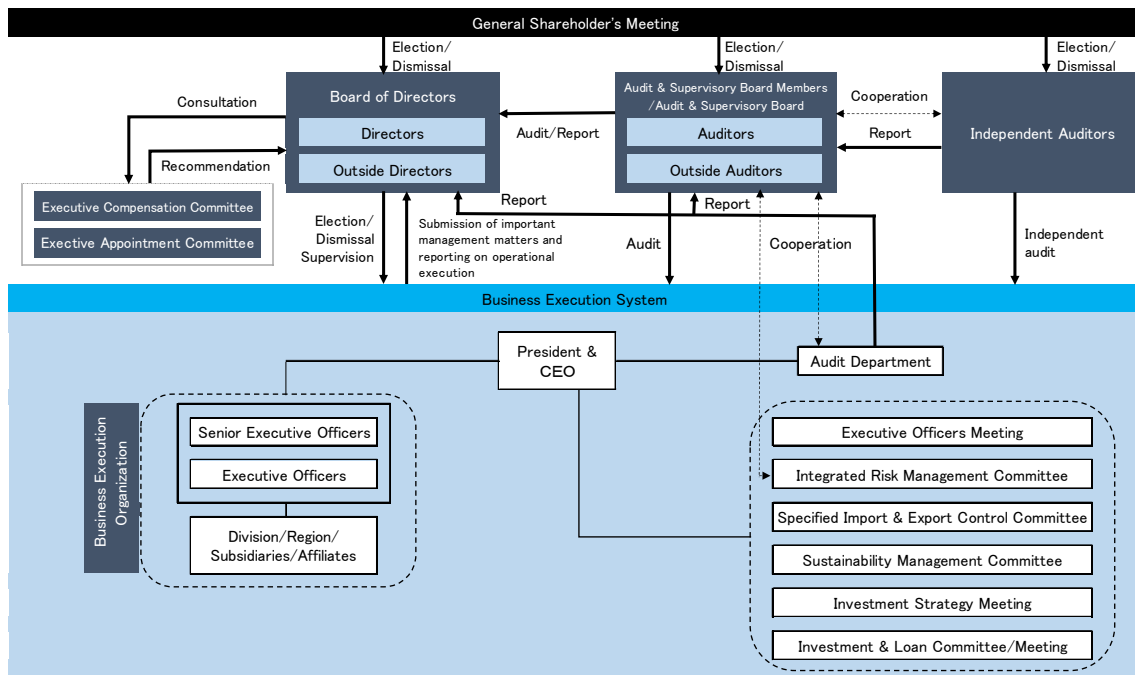 General Shareholder's Meeting
Election/
Dismissal
Election/
Dismissal
Election/
Dismissal
Consultation
Board of Directors
Directors
Outside Directors
Audit/Report
Audit & Supervisory Board Members
/Audit & Supervisory Board
Auditors
Outside Auditors
Cooperation
Report
Independent Auditors
Recommendation
Executive Compensation Committee
Exective Appointment Committee
Election/
Dismissal
Supervision
Report
Submission of important
management matters and
reporting on operational
execution
Audit
Report
Cooperation
Independent
audit
Business Execution System
President &
CEO
Audit Department
Business Execution
Organization
Senior Executive Officers
Executive Officers
Division/Region/
Subsidiaries/Affiliates
Executive Officers Meeting
Integrated Risk Management Committee
Specified Import & Export Control Committee
Sustainability Management Committee
Investment Strategy Meeting
Investment & Loan Committee/Meeting